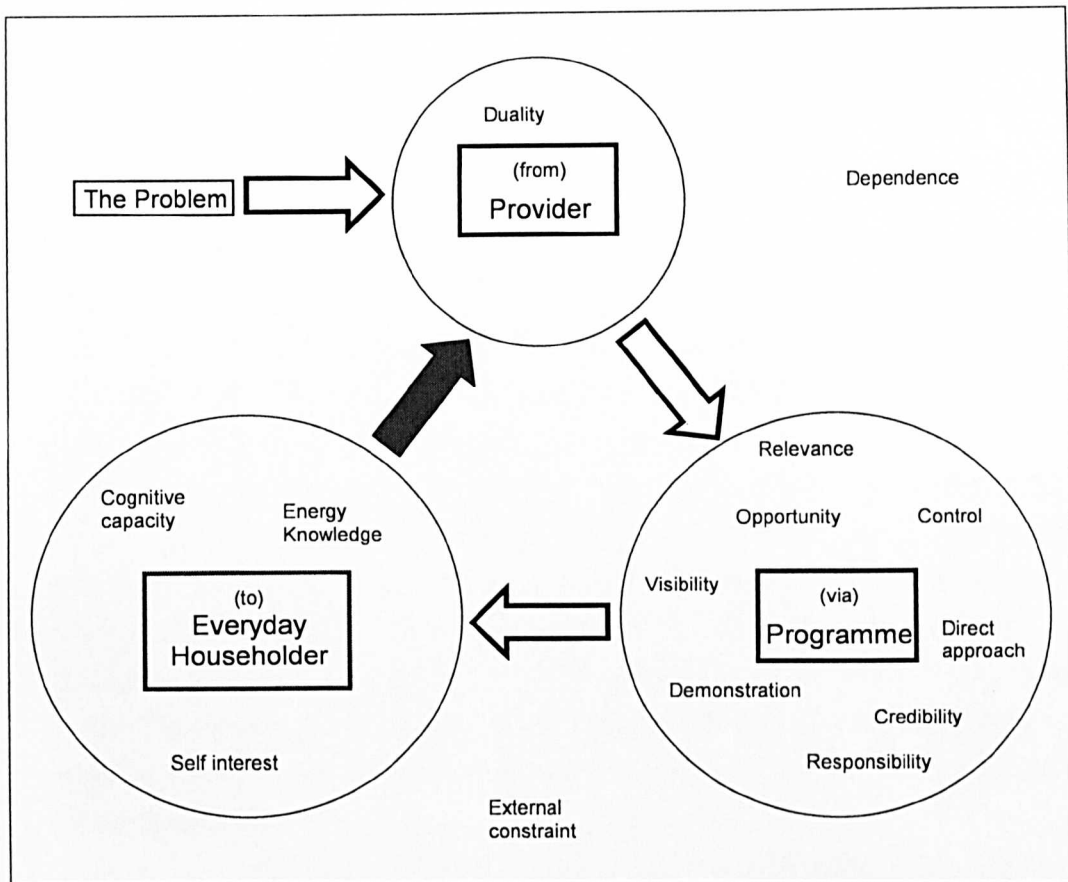 Duality
(from)
Provider
The Problem
Dependence
Relevance
Opportunity
Control
Visibility
(via)
Programme
Direct
approach
Demonstration
Credibility
Responsibility
Cognitive
capacity
Energy
Knowledge
(to)
Everyday
Householder
Self interest
External
constraint